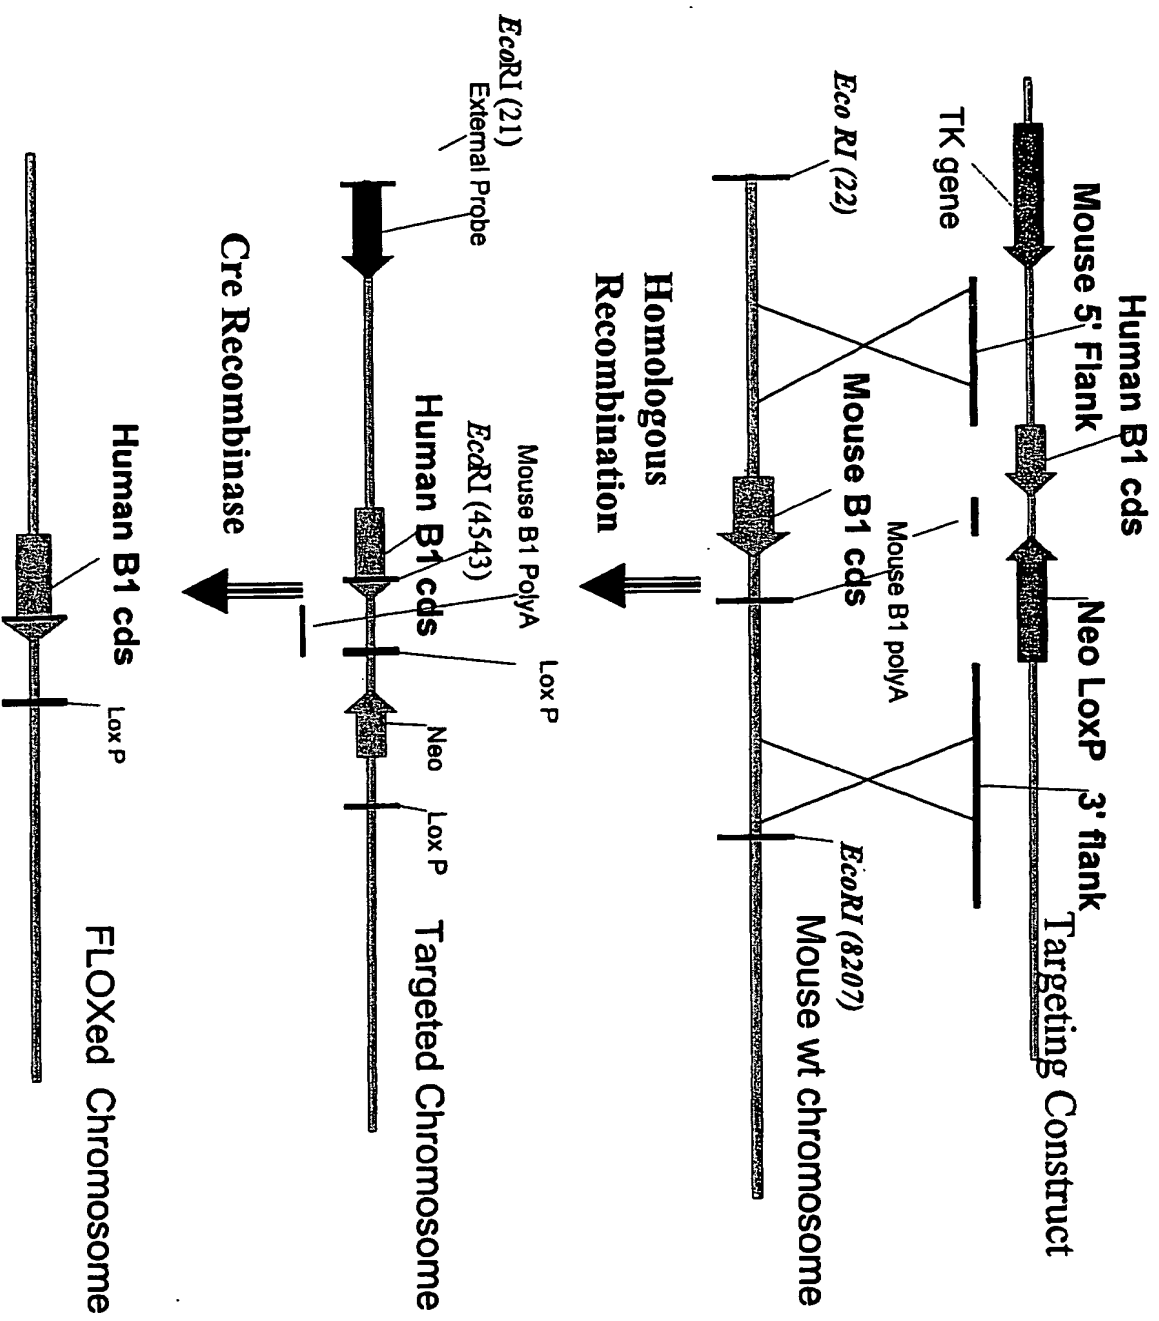 Targeting Construct
Human B1 cds
Mouse 5' Flank
Neo LoxP
3' flank
TK gene
Eco RI (22)
Mouse B1 cds
Mouse B1 polyA
EcoRI (8207)
Mouse wt chromosome
Homologous
Recombination
EcoRI (21)
External Probe
Human B1 cds
EcoRI (4543)
Mouse B1 PolyA
Lox P
Neo
Lox P
Targeted Chromosome
Cre Recombinase
Human B1 cds
Lox P
FLOXed Chromosome